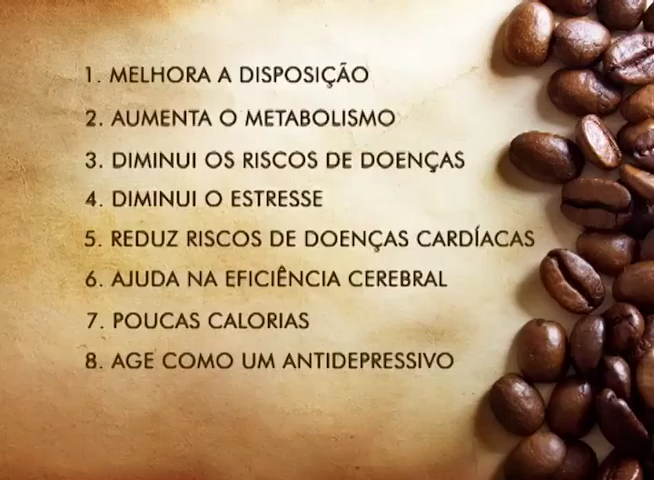 1. MELHORA A DISPOSIÇÃO
2. AUMENTA O METABOLISMO
3. DIMINUI OS RISCOS DE DOENÇAS
4. DIMINUI O ESTRESSE
5. REDUZ RISCOS DE DOENÇAS CARDÍACAS
6. AJUDA NA EFICIÊNCIA CEREBRAL
7. POUCAS CALORIAS
8. AGE COMO UM ANTIDEPRESSIVO